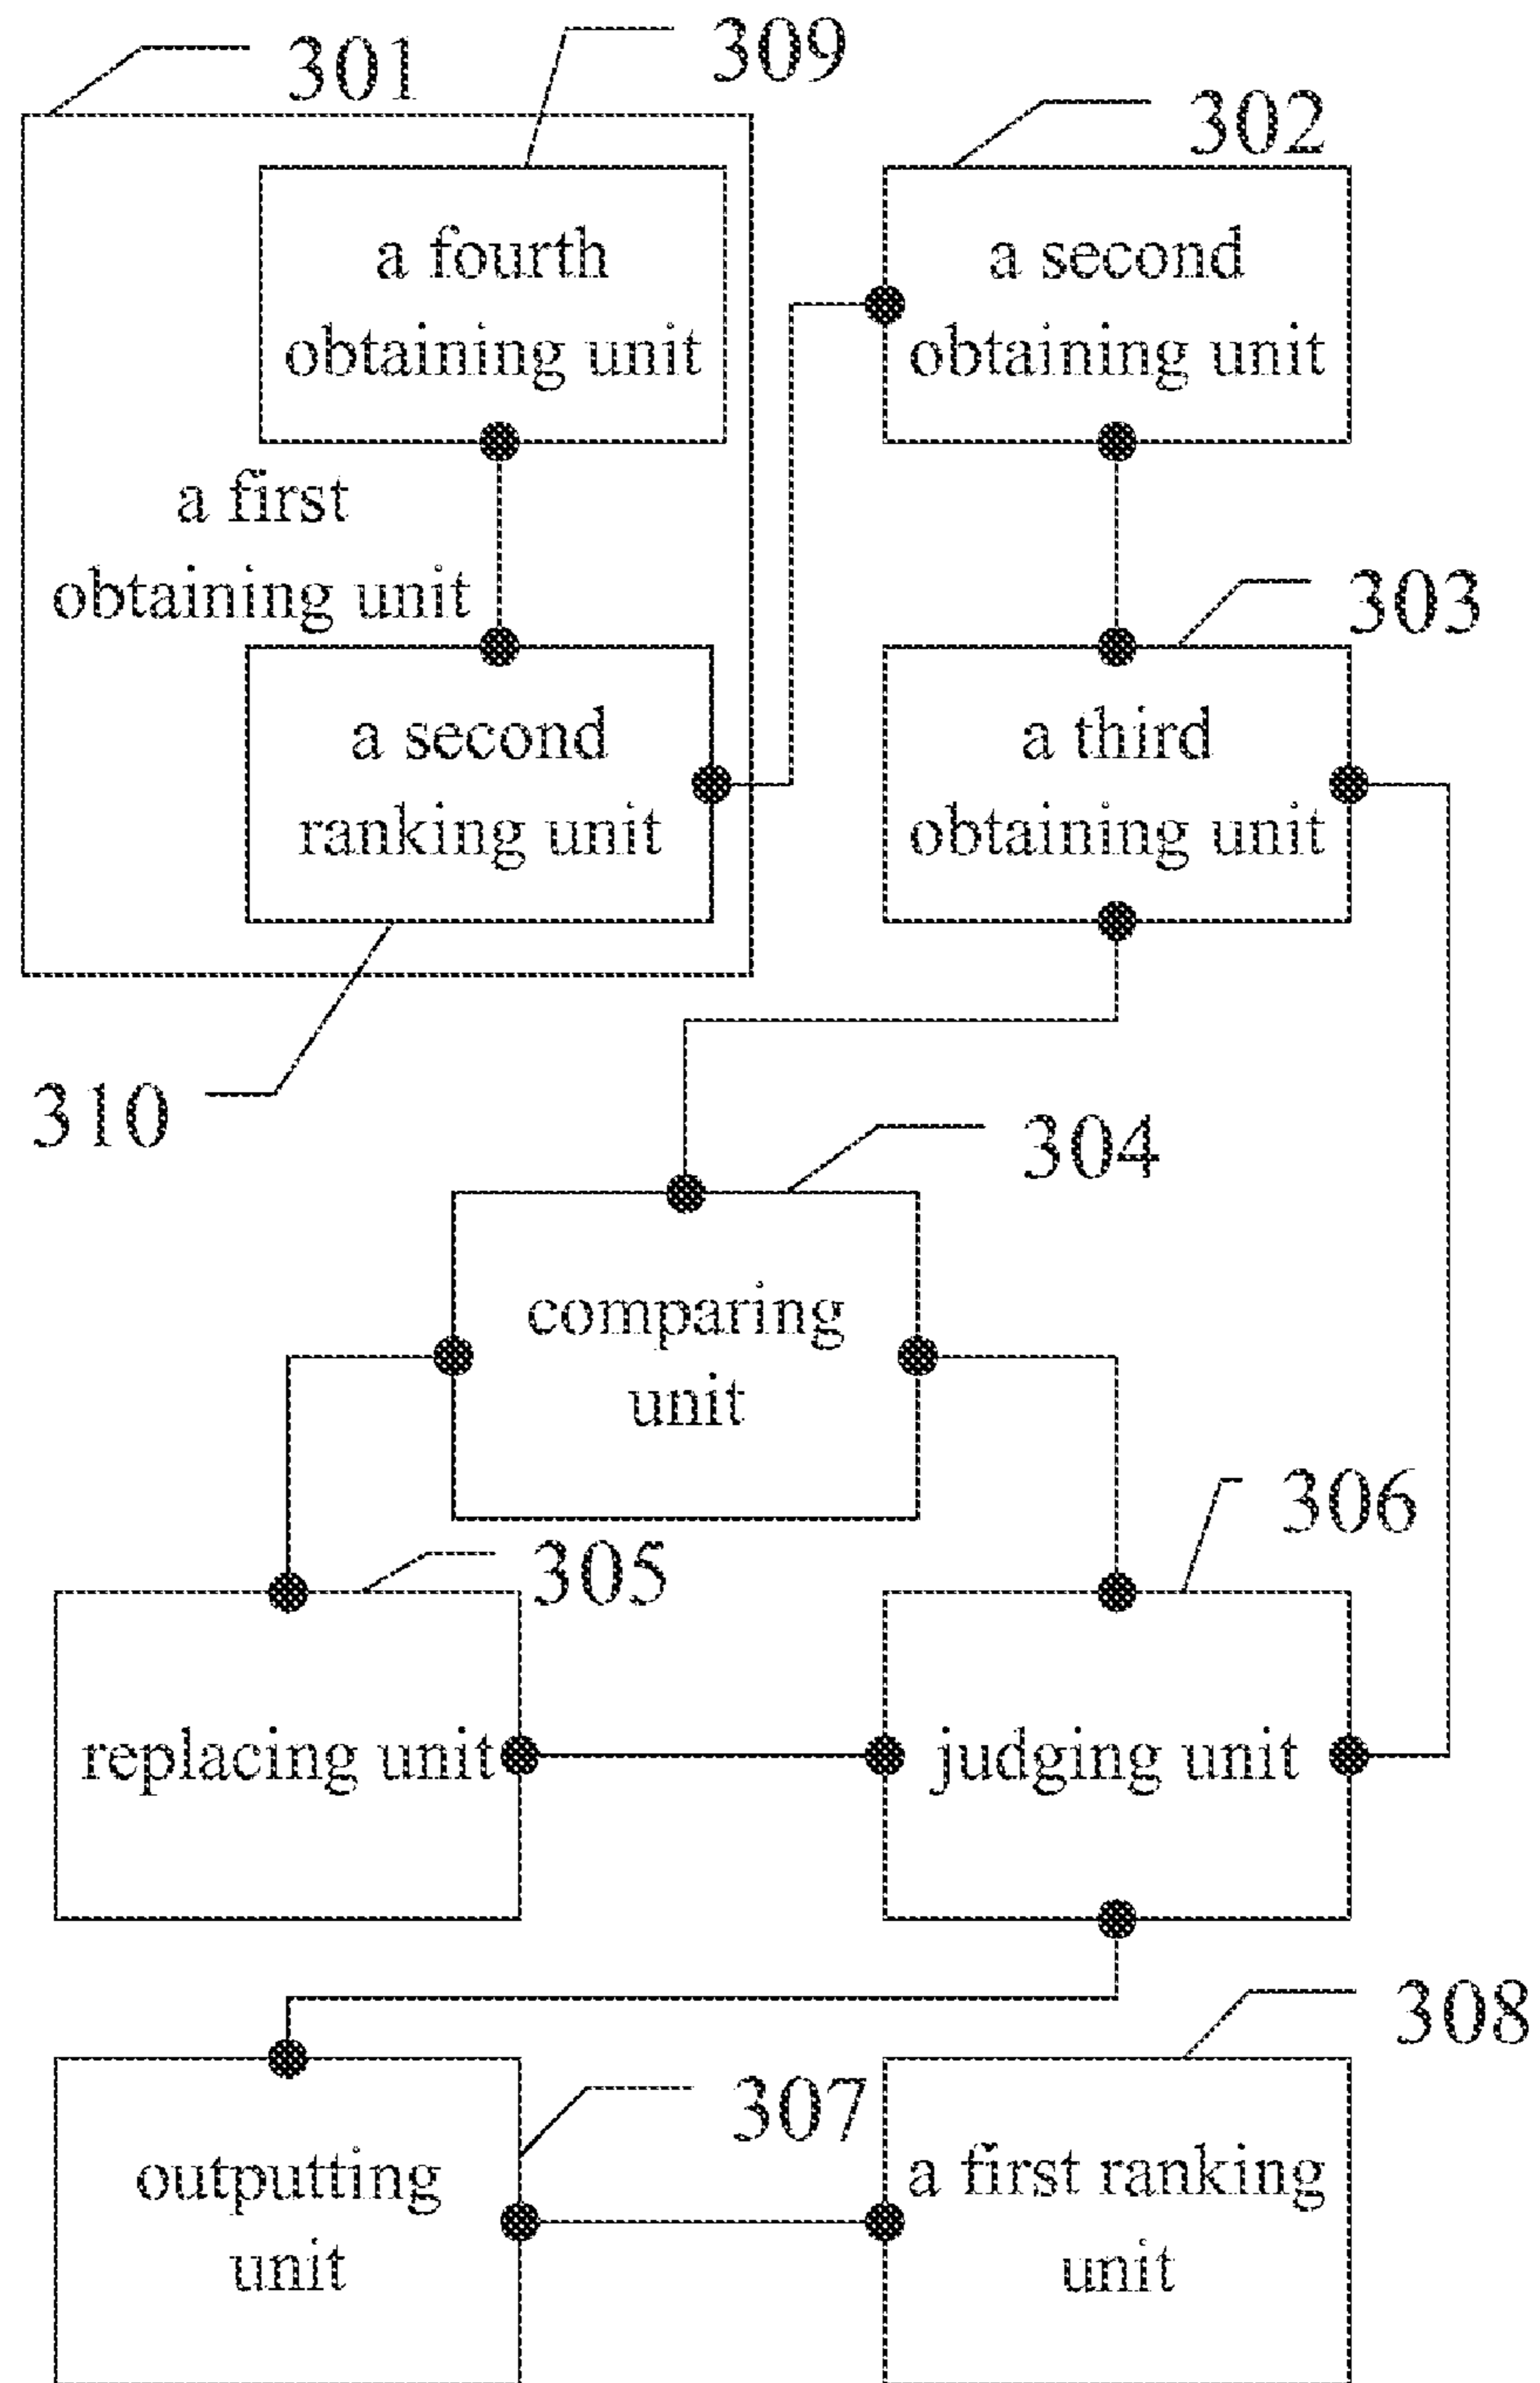 301
309
302
a fourth
obtaining unit
a second
obtaining unit
a first
obtaining unit
303
a second
ranking unit
a third
obtaining unit
310
304
comparing
unit
306
305
replacing unit
judging unit
308
307
outputting
unit
a first ranking
unit